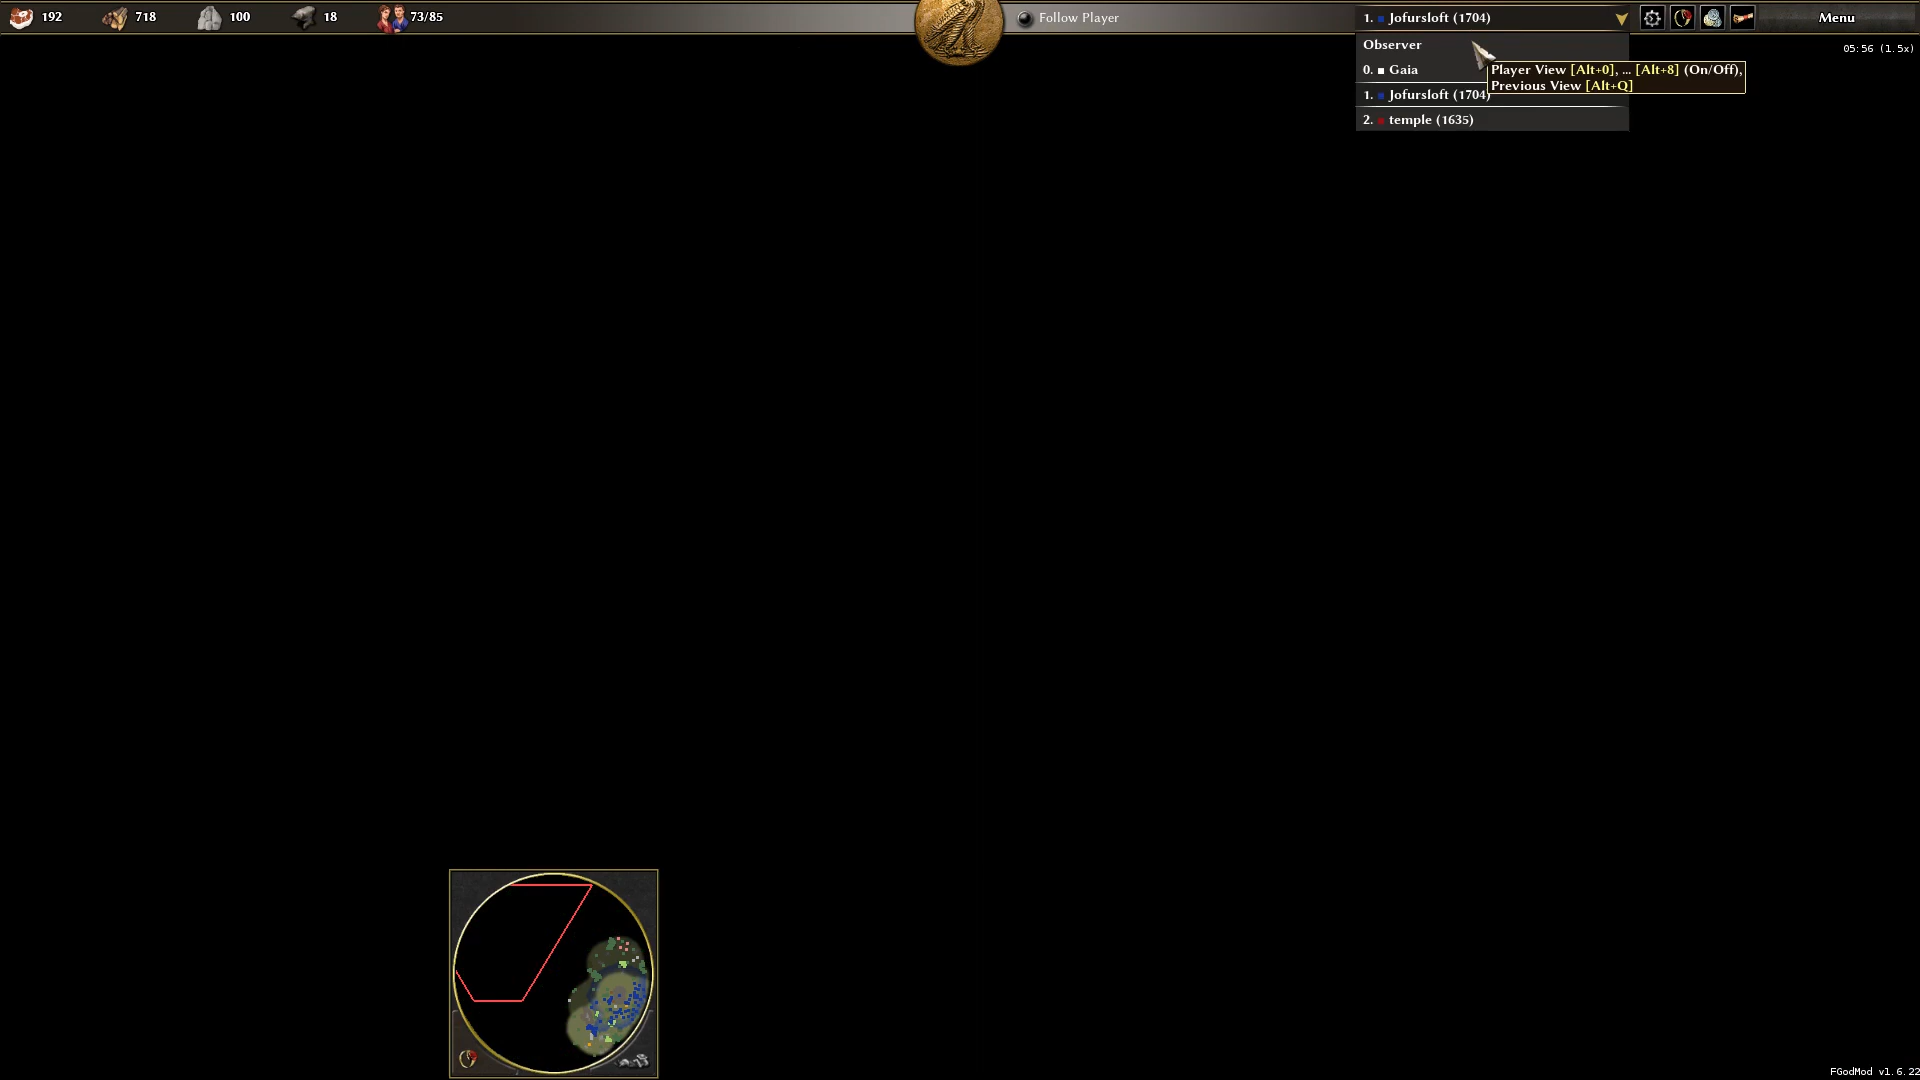 192 718 100 18 73/85 Follow Player 1. Jofursloft (1704) Menu
05:56 (1.5x)
Observer
0. Gaia
Player View [Alt+0], ... [Alt+8] (On/Off),
Previous View [Alt+Q]
1. Jofursloft (1704)
2. temple (1635)
FGodMod v1.6.22